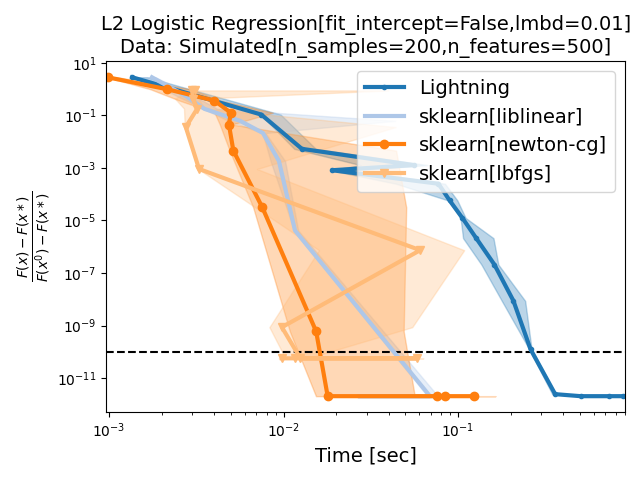 L2 Logistic Regression[fit_intercept=False,lmbd=0.01]
Data: Simulated[n_samples=200,n_features=500]
Lightning
sklearn[liblinear]
sklearn[newton-cg]
sklearn[lbfgs]
10¹
10⁻¹
10⁻³
10⁻⁵
10⁻⁷
10⁻⁹
10⁻¹¹
F(x) − F(x*)
F(x⁰) − F(x*)
10⁻³ 10⁻² 10⁻¹
Time [sec]